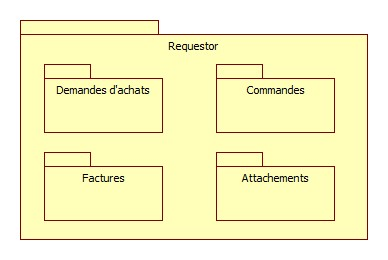 Requestor
Demandes d'achats
Commandes
Factures
Attachements